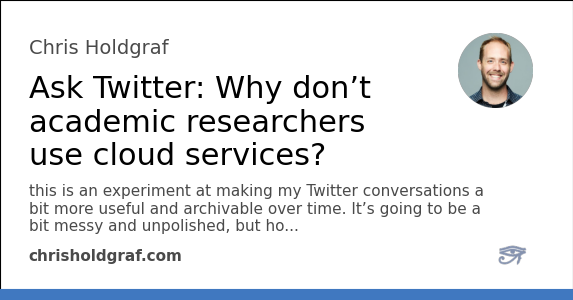 Chris Holdgraf
Ask Twitter: Why don’t
academic researchers
use cloud services?
this is an experiment at making my Twitter conversations a
bit more useful and archivable over time. It’s going to be a
bit messy and unpolished, but ho...
chrisholdgraf.com